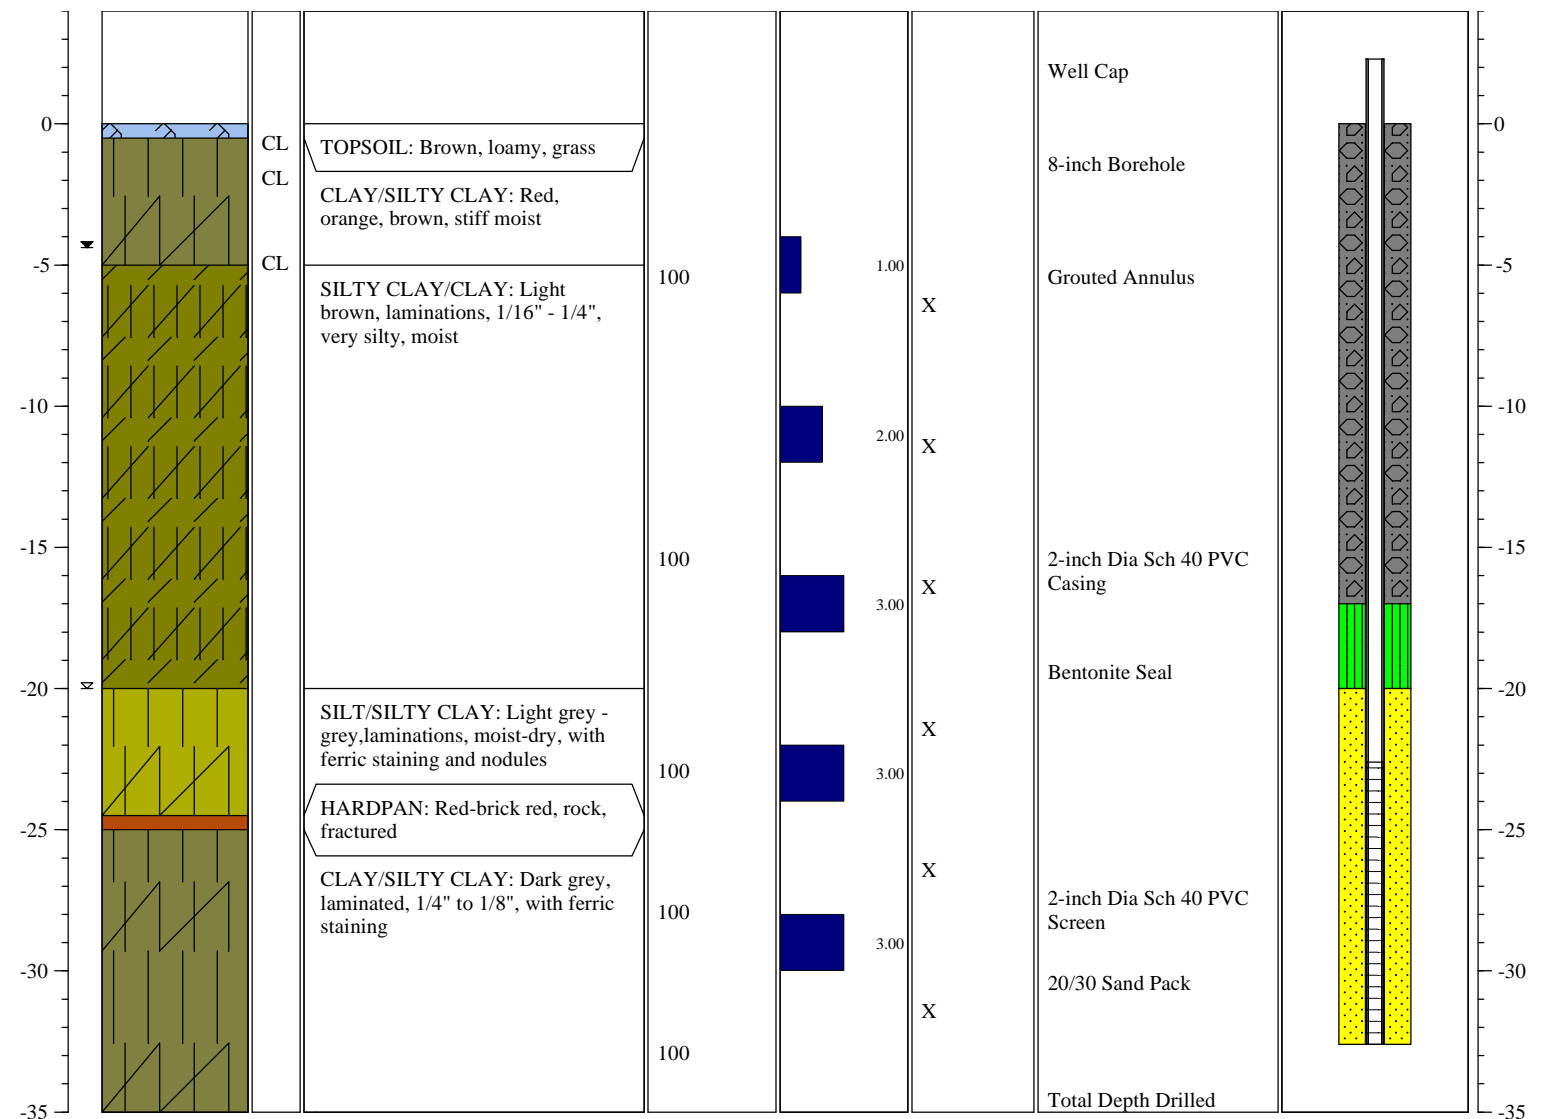 Well Cap
0
0
CL
TOPSOIL: Brown, loamy, grass
8-inch Borehole
CL
CLAY/SILTY CLAY: Red,
orange, brown, stiff moist
-5
CL
1.00
-5
100
Grouted Annulus
SILTY CLAY/CLAY: Light
brown, laminations, 1/16" - 1/4",
very silty, moist
X
-10
-10
2.00
X
-15
-15
100
2-inch Dia Sch 40 PVC
Casing
X
3.00
Bentonite Seal
-20
-20
SILT/SILTY CLAY: Light grey -
grey,laminations, moist-dry, with
ferric staining and nodules
X
100
3.00
HARDPAN: Red-brick red, rock,
fractured
-25
-25
X
CLAY/SILTY CLAY: Dark grey,
laminated, 1/4" to 1/8", with ferric
staining
100
2-inch Dia Sch 40 PVC
Screen
3.00
-30
-30
20/30 Sand Pack
X
100
Total Depth Drilled
-35
-35